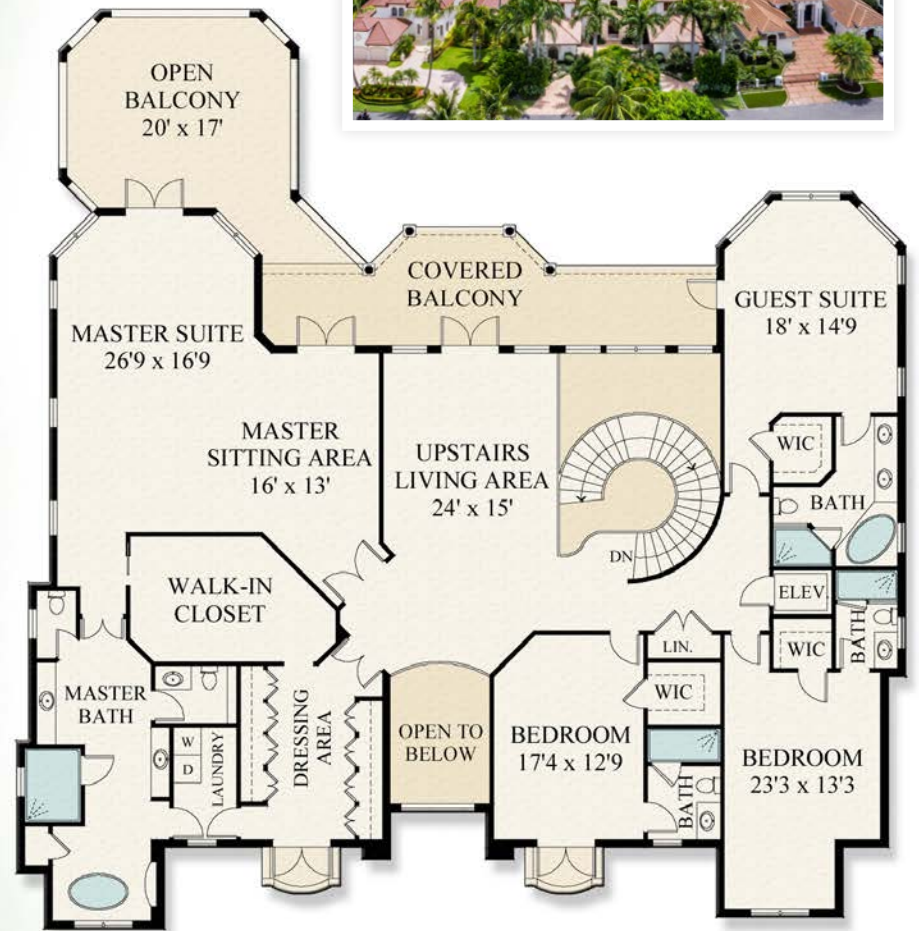 OPEN
BALCONY
20' x 17'
COVERED
BALCONY
GUEST SUITE
18' x 14'9
MASTER SUITE
26'9 x 16'9
MASTER
SITTING AREA
16' x 13'
UPSTAIRS
LIVING AREA
24' x 15'
WIC
BATH
DN
ELEV.
WALK-IN
CLOSET
LIN.
WIC
BATH
MASTER
BATH
WIC
W
D
LAUNDRY
DRESSING
AREA
OPEN TO
BELOW
BEDROOM
17'4 x 12'9
BATH
BEDROOM
23'3 x 13'3